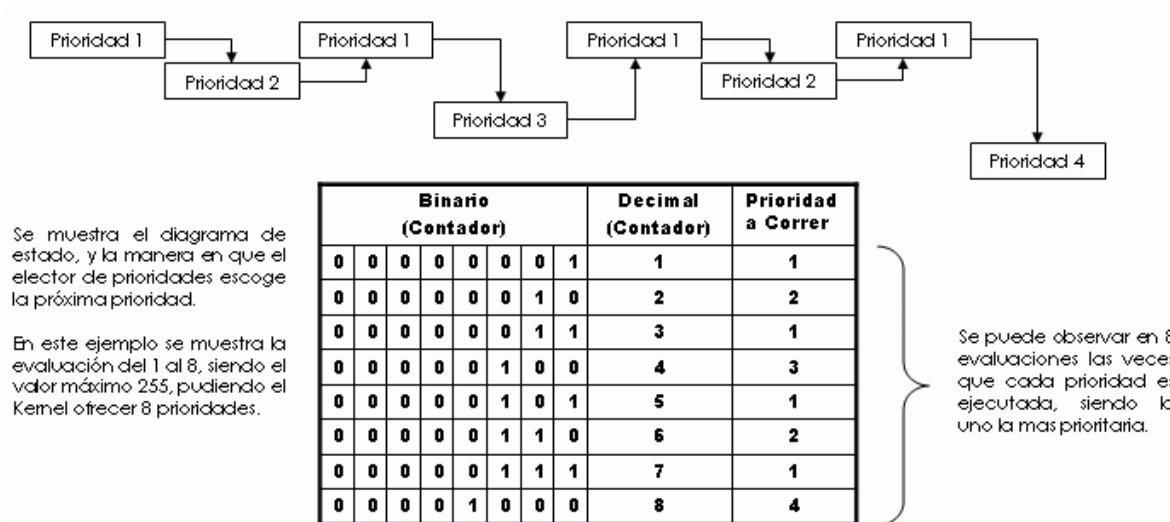 Prioridad 1
Prioridad 1
Prioridad 1
Prioridad 1
Prioridad 2
Prioridad 2
Prioridad 3
Prioridad 4
Se muestra el diagrama de
estado, y la manera en que el
elector de prioridades escoge
la próxima prioridad.
En este ejemplo se muestra la
evaluación del 1 al 8, siendo el
valor máximo 255, pudiendo el
Kernel ofrecer 8 prioridades.
Binario Decimal Prioridad
(Contador) (Contador) a Correr
0 0 0 0 0 0 0 1 1 1
0 0 0 0 0 0 1 0 2 2
0 0 0 0 0 0 1 1 3 1
0 0 0 0 0 1 0 0 4 3
0 0 0 0 0 1 0 1 5 1
0 0 0 0 0 1 1 0 6 2
0 0 0 0 0 1 1 1 7 1
0 0 0 0 1 0 0 0 8 4
Se puede observar en 8
evaluaciones las veces
que cada prioridad es
ejecutada, siendo la
uno la mas prioritaria.